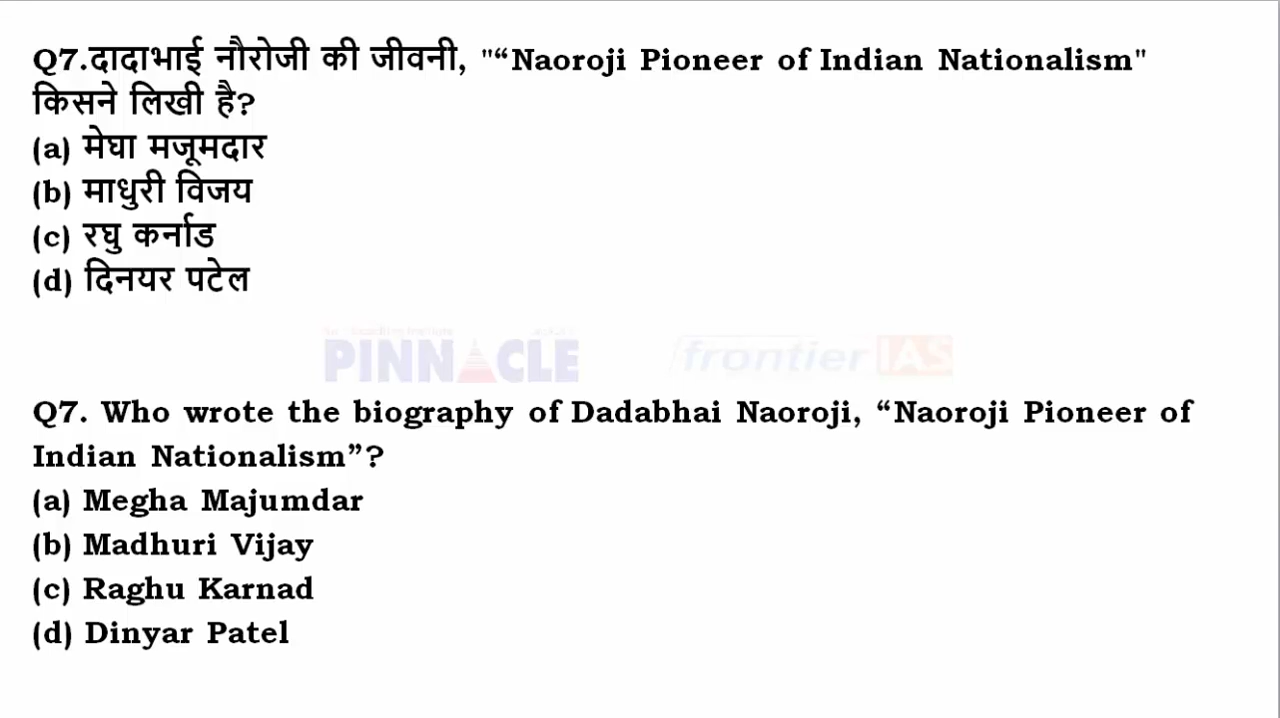 Q7.दादाभाई नौरोजी की जीवनी, "“Naoroji Pioneer of Indian Nationalism"
किसने लिखी है?
(a) मेघा मजूमदार
(b) माधुरी विजय
(c) रघु कर्नाड
(d) दिनयर पटेल
PINNACLE frontier IAS
Q7. Who wrote the biography of Dadabhai Naoroji, “Naoroji Pioneer of
Indian Nationalism”?
(a) Megha Majumdar
(b) Madhuri Vijay
(c) Raghu Karnad
(d) Dinyar Patel